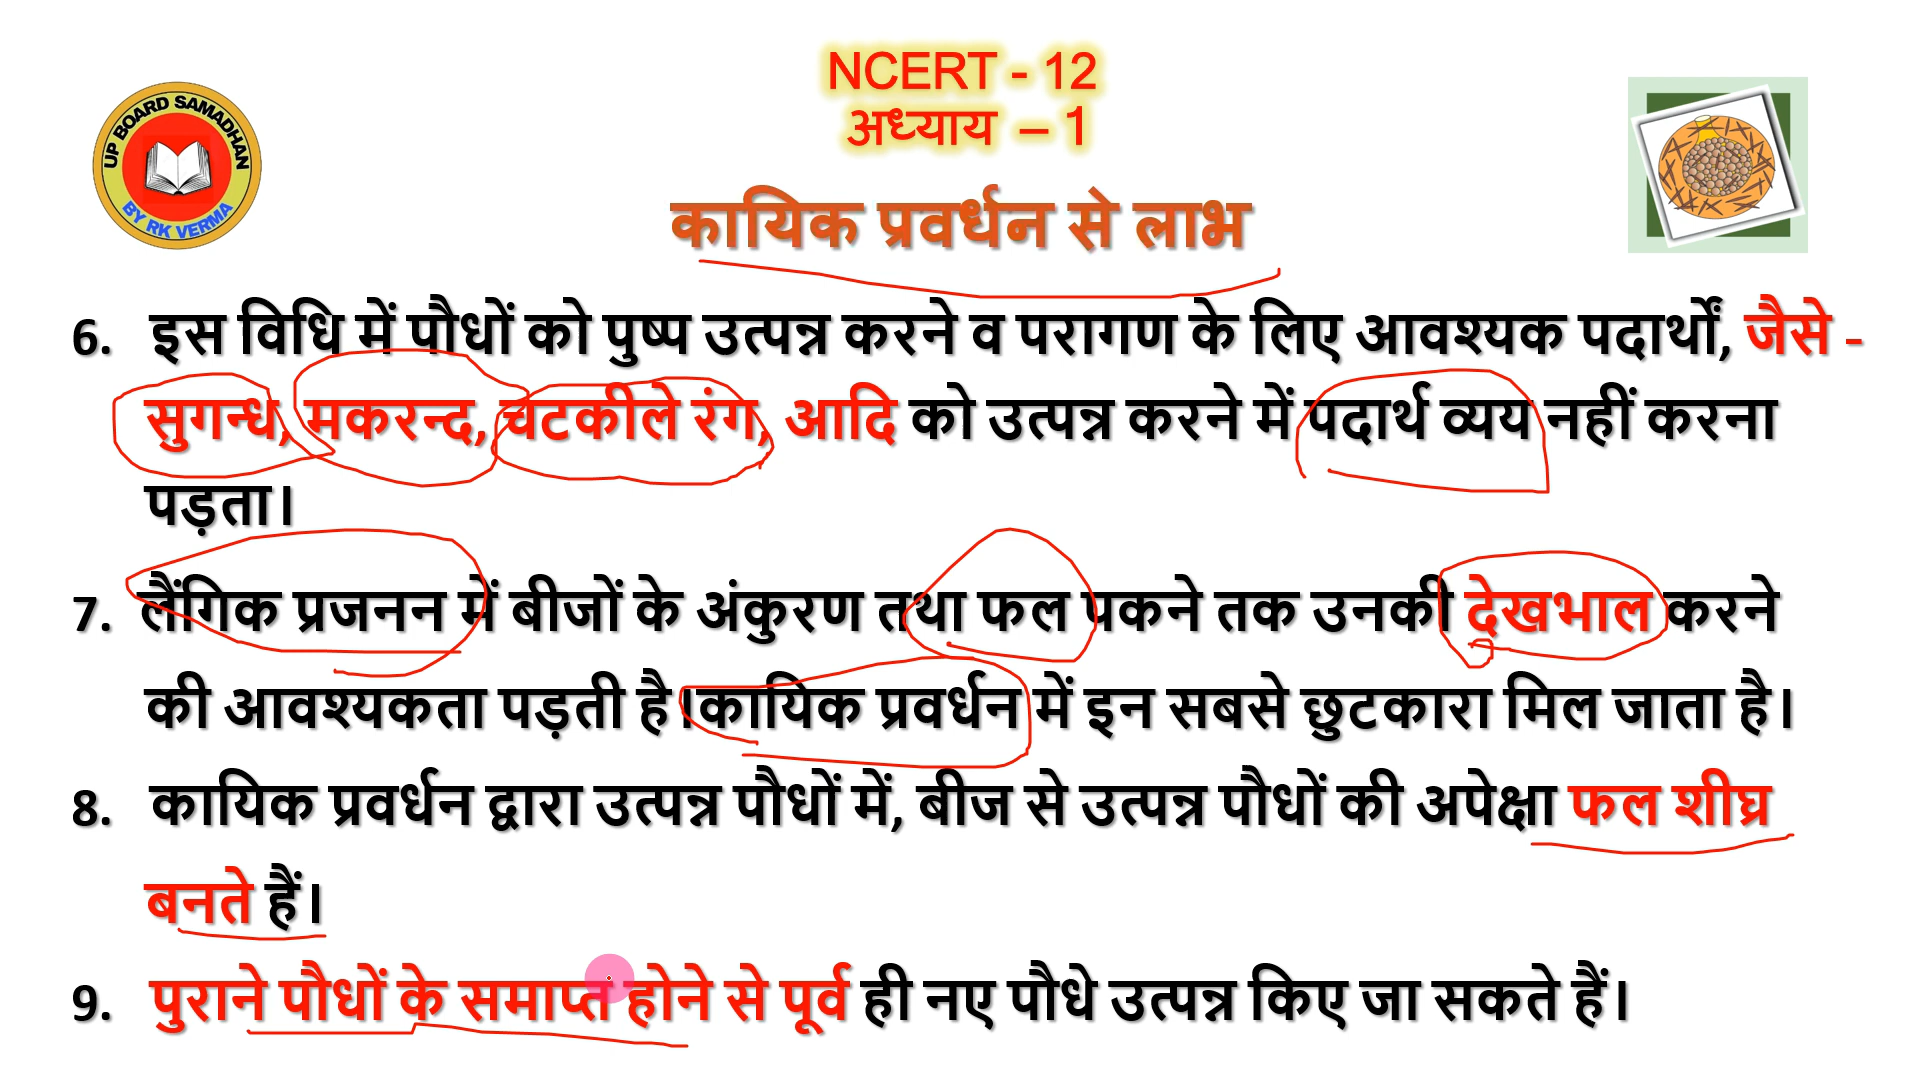 NCERT - 12
अध्याय – 1
UP BOARD SAMADHAN
BY RK VERMA
कायिक प्रवर्धन से लाभ
6. इस विधि में पौधों को पुष्प उत्पन्न करने व परागण के लिए आवश्यक पदार्थों, जैसे -
सुगन्ध, मकरन्द, चटकीले रंग, आदि को उत्पन्न करने में पदार्थ व्यय नहीं करना
पड़ता।
7. लैंगिक प्रजनन में बीजों के अंकुरण तथा फल पकने तक उनकी देखभाल करने
की आवश्यकता पड़ती है।कायिक प्रवर्धन में इन सबसे छुटकारा मिल जाता है।
8. कायिक प्रवर्धन द्वारा उत्पन्न पौधों में, बीज से उत्पन्न पौधों की अपेक्षा फल शीघ्र
बनते हैं।
9. पुराने पौधों के समाप्त होने से पूर्व ही नए पौधे उत्पन्न किए जा सकते हैं।